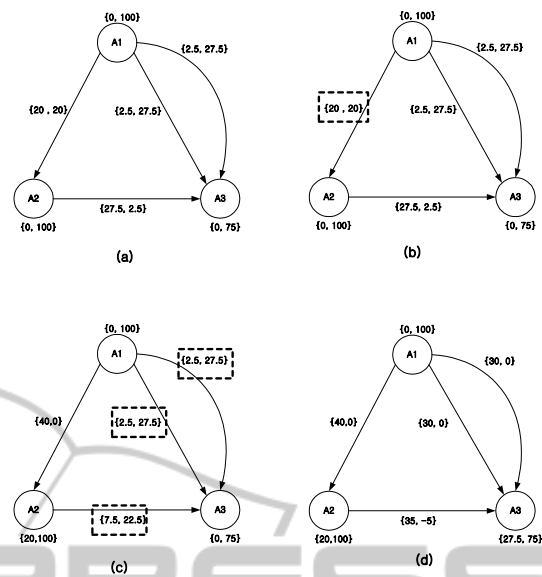 {0, 100}
A1
{2.5, 27.5}
{20 , 20}
{2.5, 27.5}
A2
A3
{27.5, 2.5}
{0, 100}
{0, 75}
(a)
{0, 100}
A1
{2.5, 27.5}
{20 , 20}
{2.5, 27.5}
A2
A3
{27.5, 2.5}
{0, 100}
{0, 75}
(b)
{0, 100}
A1
{2.5, 27.5}
{40,0}
{2.5, 27.5}
A2
A3
{7.5, 22.5}
{20,100}
{0, 75}
(c)
{0, 100}
A1
{30, 0}
{40,0}
{30, 0}
A2
A3
{35, -5}
{20,100}
{27.5, 75}
(d)